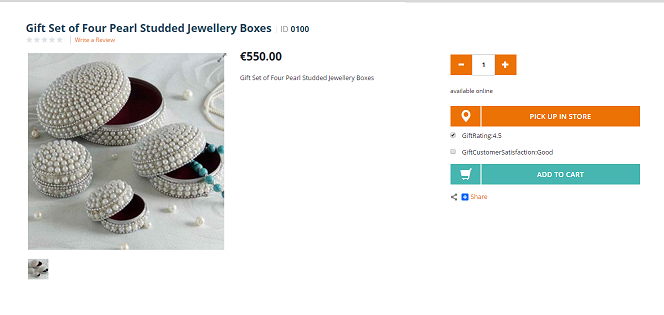 Gift Set of Four Pearl Studded Jewellery Boxes | ID 0100
Write a Review
€550.00
Gift Set of Four Pearl Studded Jewellery Boxes
- 1 +
available online
PICK UP IN STORE
GiftRating:4.5
GiftCustomerSatisfaction:Good
ADD TO CART
Share